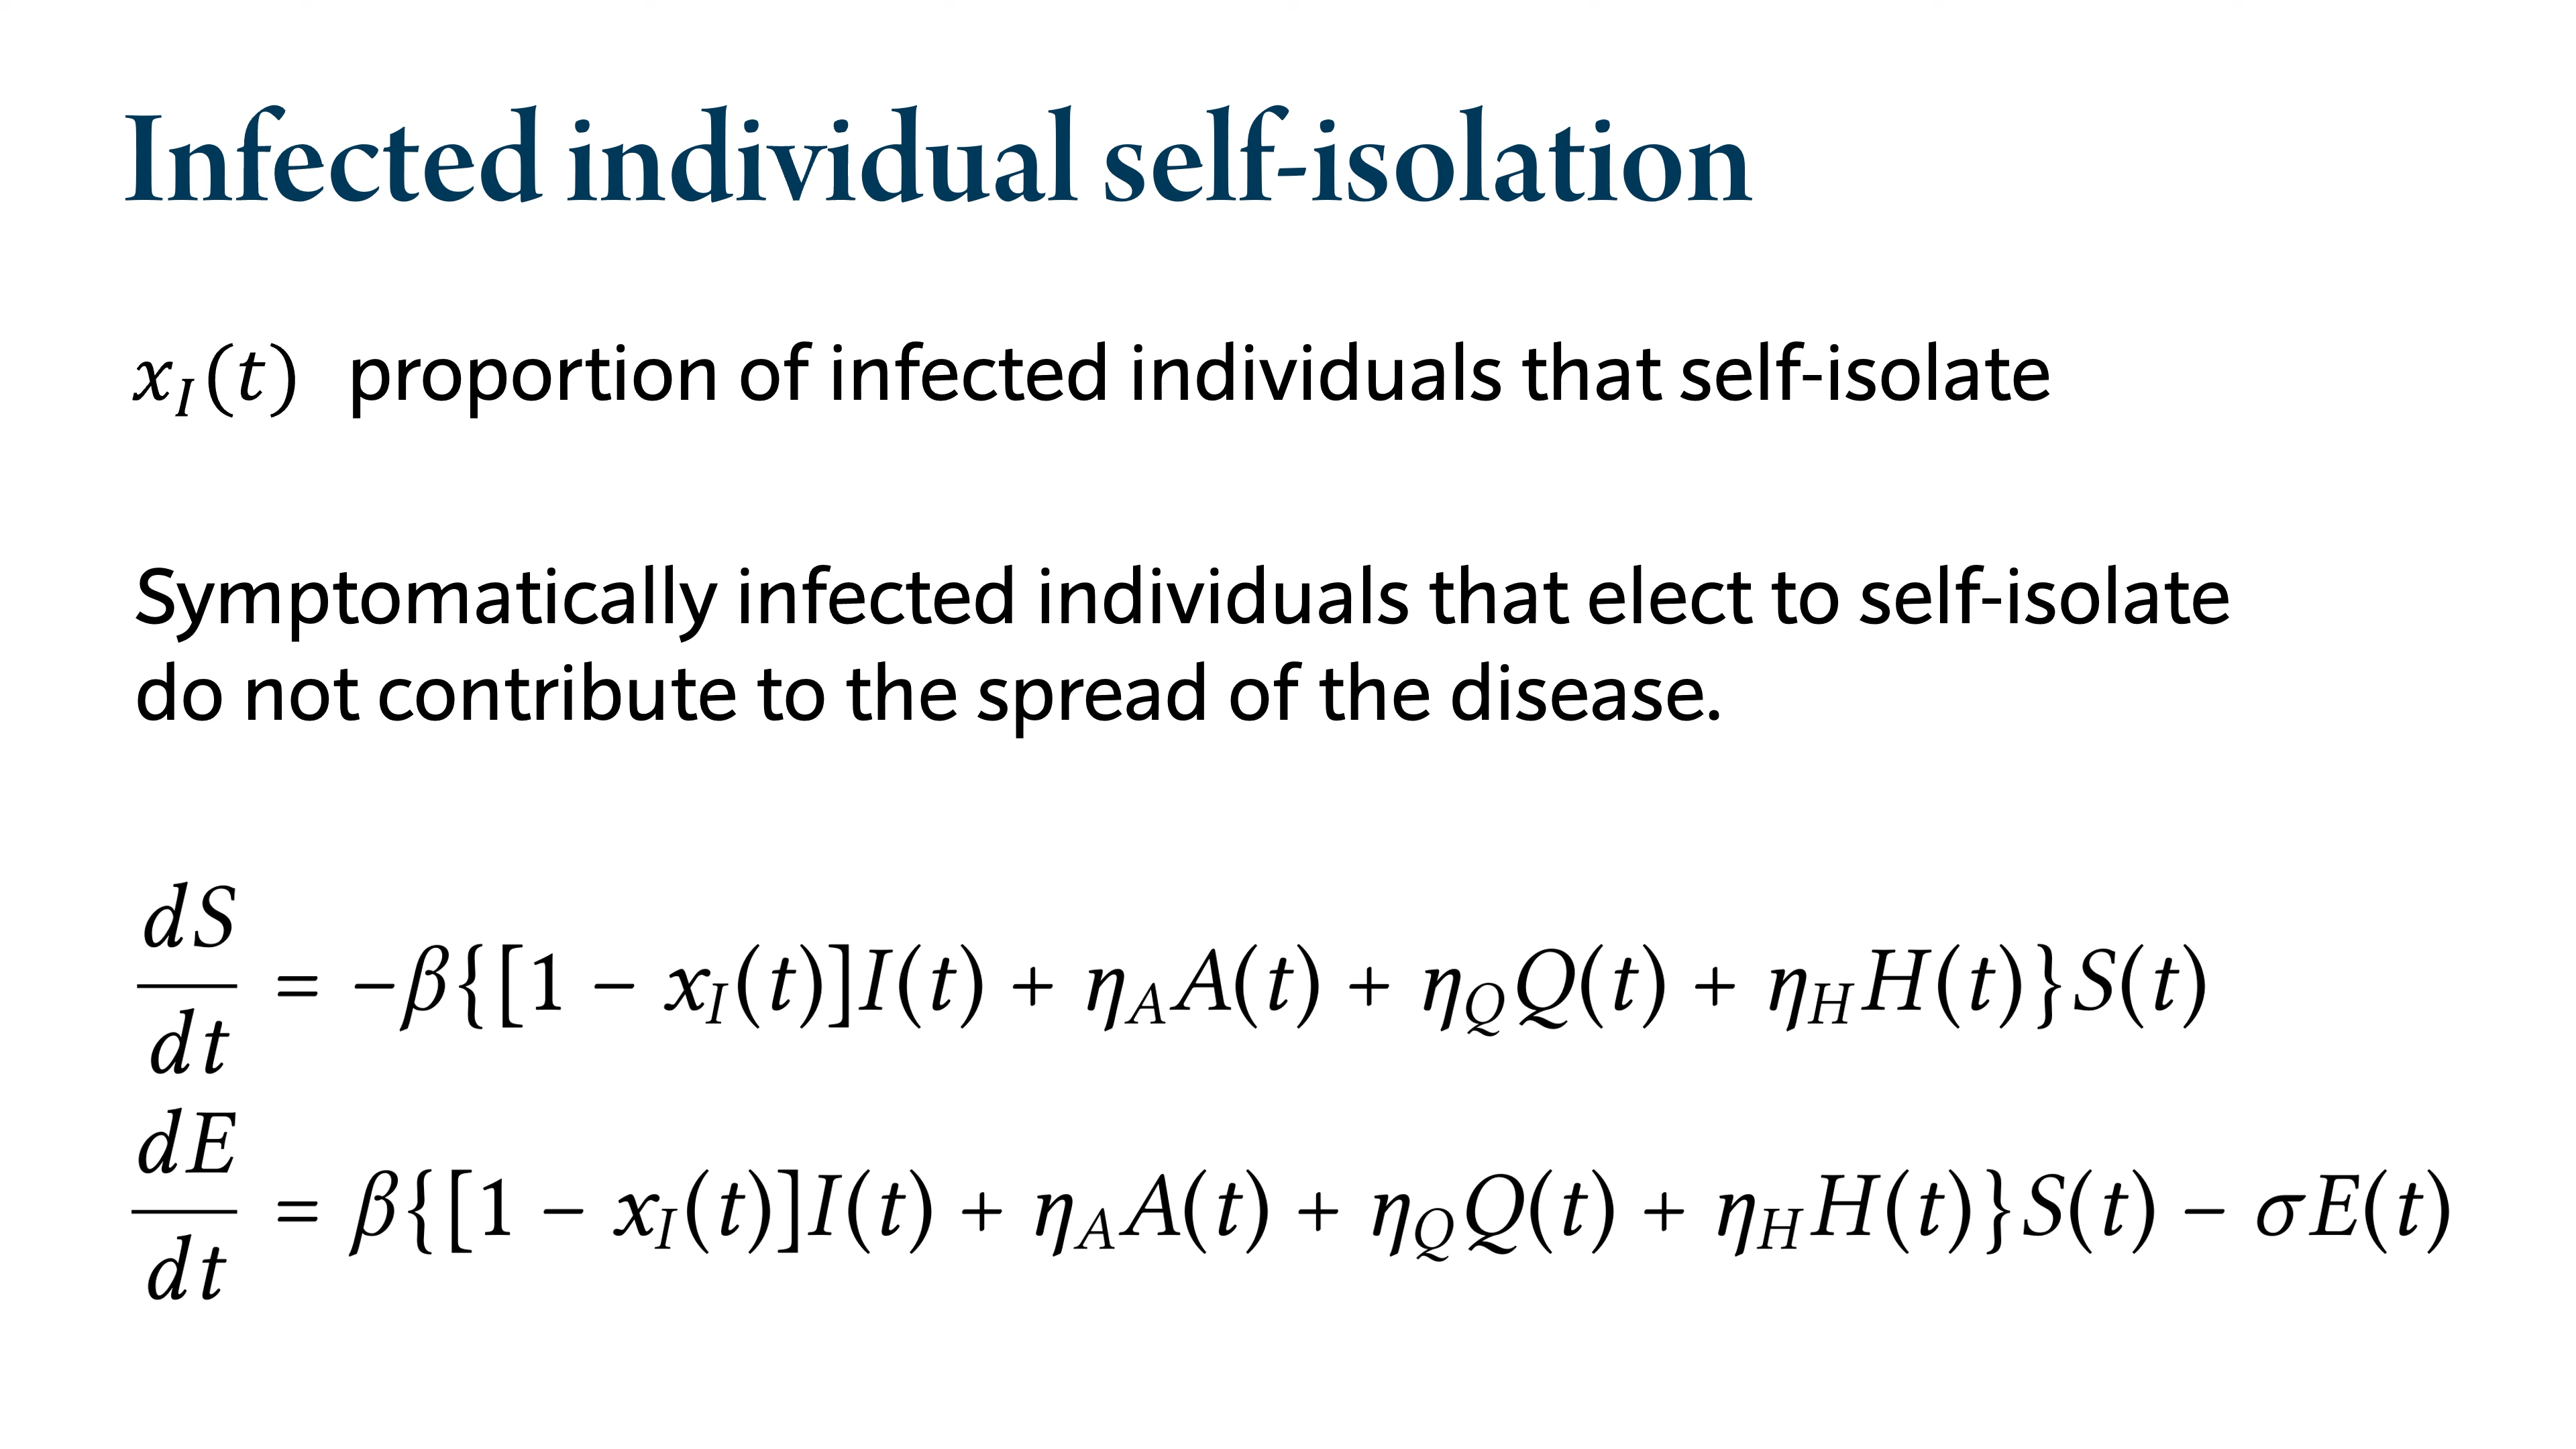 Infected individual self-isolation
x_I(t) proportion of infected individuals that self-isolate
Symptomatically infected individuals that elect to self-isolate
do not contribute to the spread of the disease.
dS/dt = −β{[1 − x_I(t)]I(t) + η_A A(t) + η_Q Q(t) + η_H H(t)}S(t)
dE/dt = β{[1 − x_I(t)]I(t) + η_A A(t) + η_Q Q(t) + η_H H(t)}S(t) − σE(t)